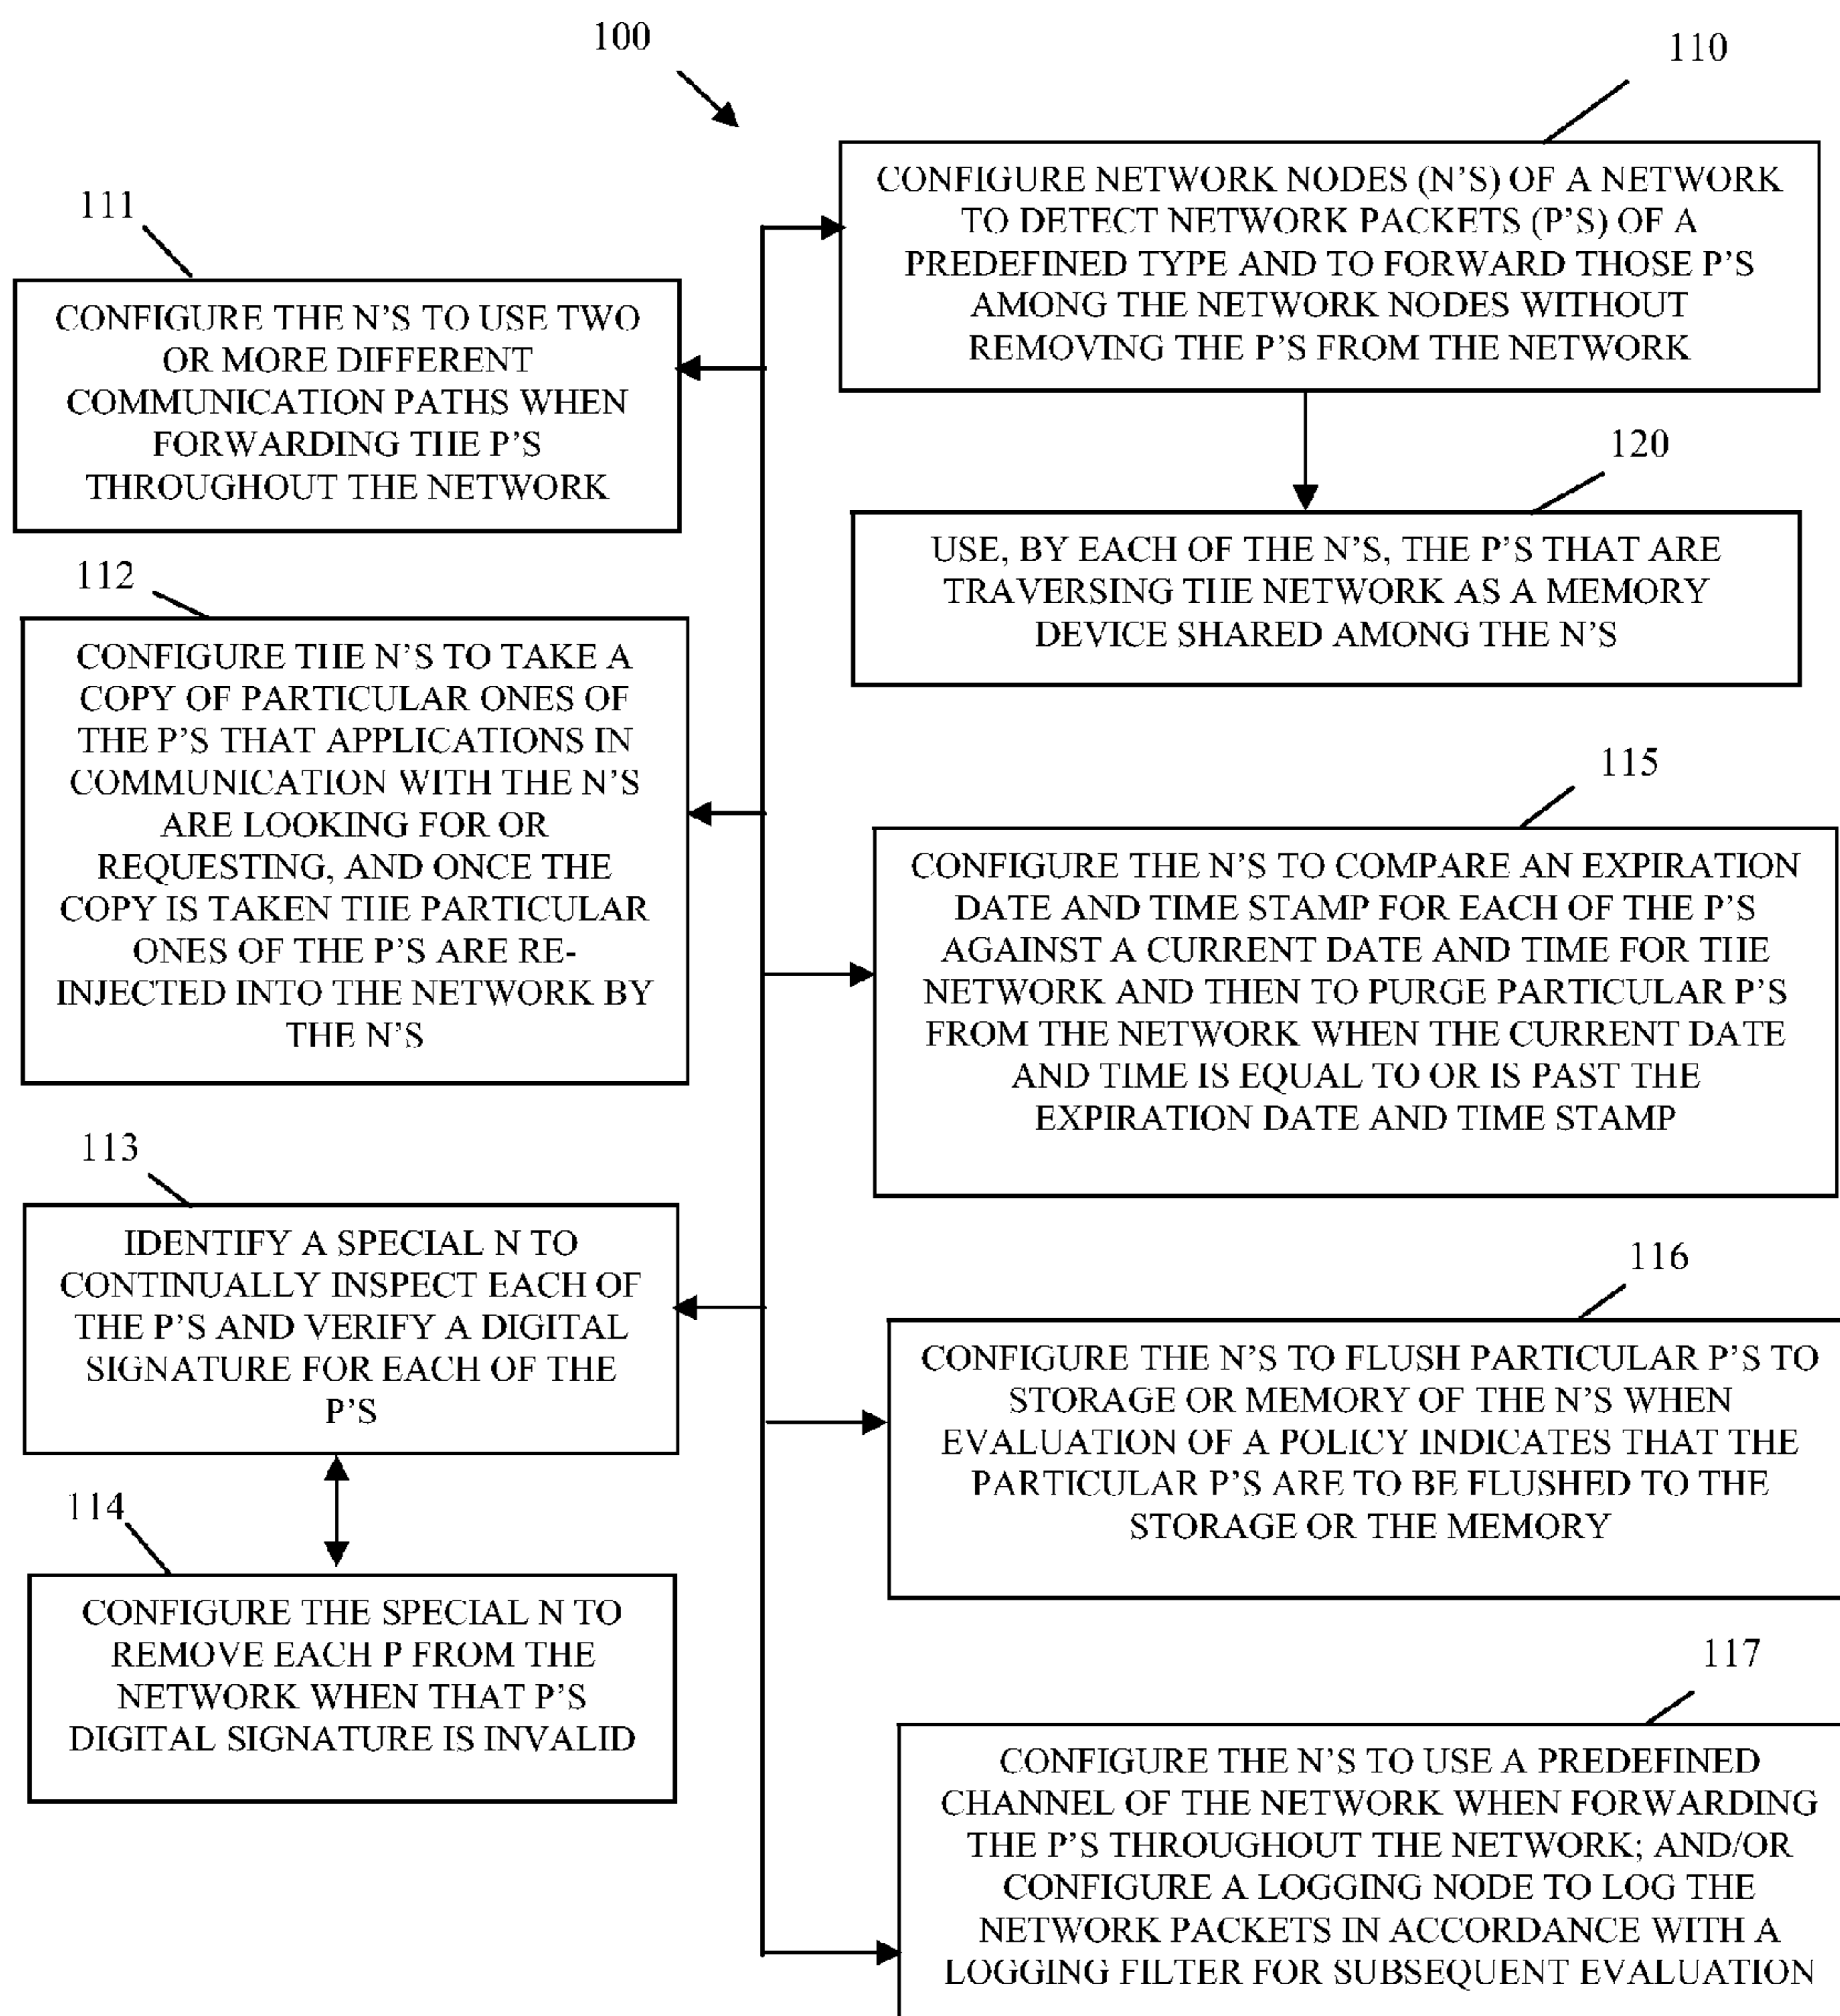 100
110
CONFIGURE NETWORK NODES (N'S) OF A NETWORK
TO DETECT NETWORK PACKETS (P'S) OF A
PREDEFINED TYPE AND TO FORWARD THOSE P'S
AMONG THE NETWORK NODES WITHOUT
REMOVING THE P'S FROM THE NETWORK
111
CONFIGURE THE N'S TO USE TWO
OR MORE DIFFERENT
COMMUNICATION PATHS WHEN
FORWARDING THE P'S
THROUGHOUT THE NETWORK
120
USE, BY EACH OF THE N'S, THE P'S THAT ARE
TRAVERSING THE NETWORK AS A MEMORY
DEVICE SHARED AMONG THE N'S
112
CONFIGURE THE N'S TO TAKE A
COPY OF PARTICULAR ONES OF
THE P'S THAT APPLICATIONS IN
COMMUNICATION WITH THE N'S
ARE LOOKING FOR OR
REQUESTING, AND ONCE THE
COPY IS TAKEN THE PARTICULAR
ONES OF THE P'S ARE RE-
INJECTED INTO THE NETWORK BY
THE N'S
115
CONFIGURE THE N'S TO COMPARE AN EXPIRATION
DATE AND TIME STAMP FOR EACH OF THE P'S
AGAINST A CURRENT DATE AND TIME FOR THE
NETWORK AND THEN TO PURGE PARTICULAR P'S
FROM THE NETWORK WHEN THE CURRENT DATE
AND TIME IS EQUAL TO OR IS PAST THE
EXPIRATION DATE AND TIME STAMP
113
IDENTIFY A SPECIAL N TO
CONTINUALLY INSPECT EACH OF
THE P'S AND VERIFY A DIGITAL
SIGNATURE FOR EACH OF THE
P'S
116
CONFIGURE THE N'S TO FLUSH PARTICULAR P'S TO
STORAGE OR MEMORY OF THE N'S WHEN
EVALUATION OF A POLICY INDICATES THAT THE
PARTICULAR P'S ARE TO BE FLUSHED TO THE
STORAGE OR THE MEMORY
114
CONFIGURE THE SPECIAL N TO
REMOVE EACH P FROM THE
NETWORK WHEN THAT P'S
DIGITAL SIGNATURE IS INVALID
117
CONFIGURE THE N'S TO USE A PREDEFINED
CHANNEL OF THE NETWORK WHEN FORWARDING
THE P'S THROUGHOUT THE NETWORK; AND/OR
CONFIGURE A LOGGING NODE TO LOG THE
NETWORK PACKETS IN ACCORDANCE WITH A
LOGGING FILTER FOR SUBSEQUENT EVALUATION